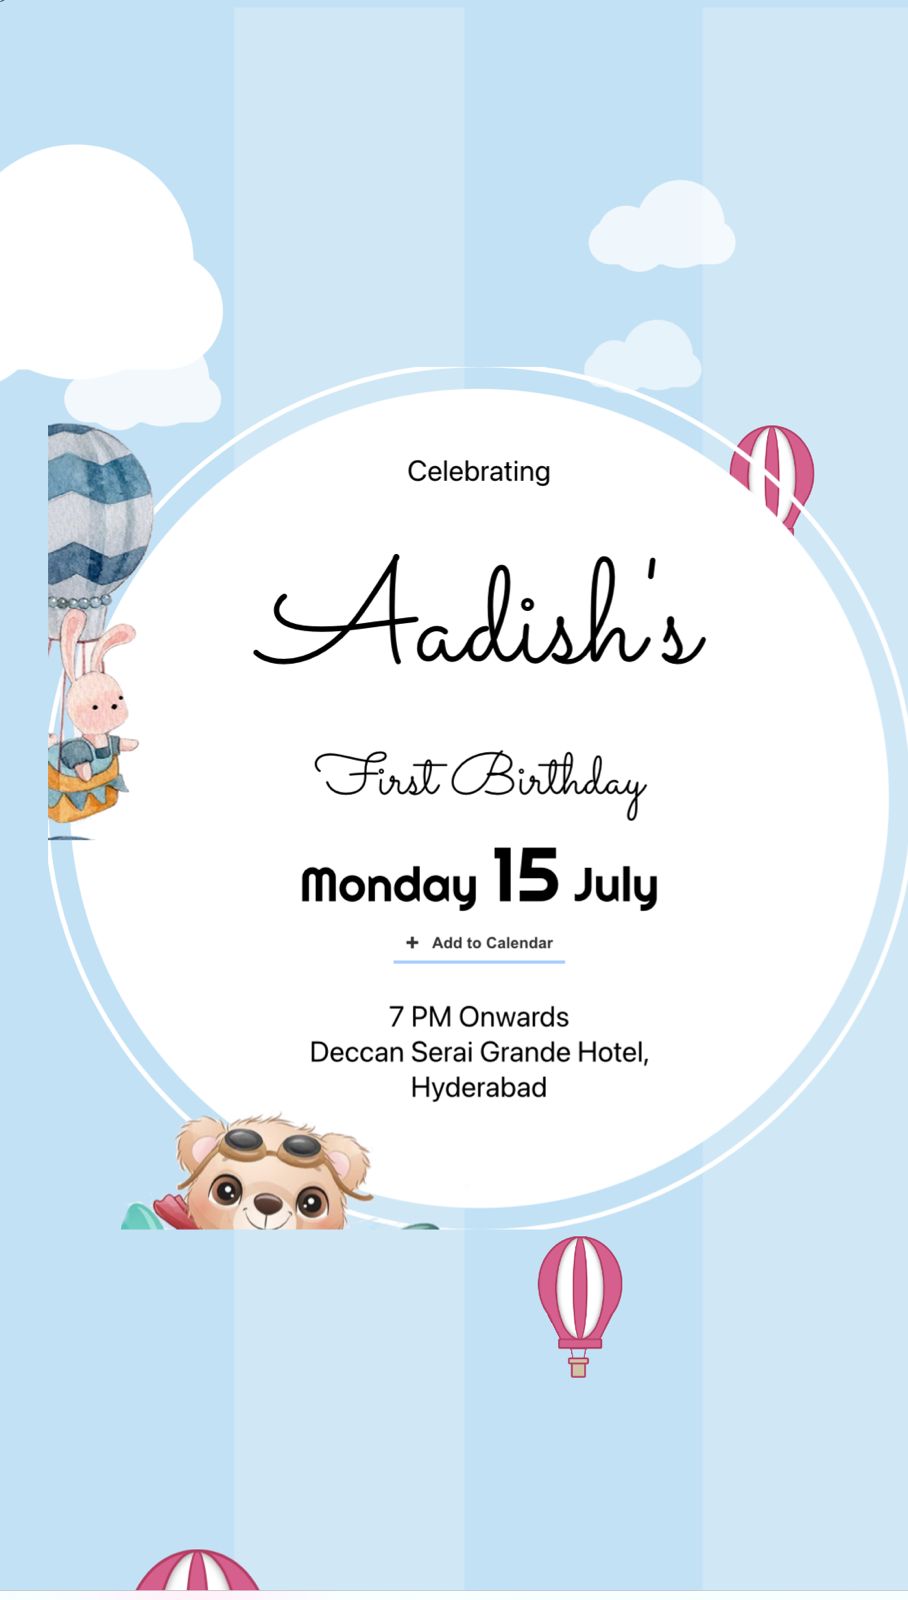 Celebrating
Aadish's
First Birthday
Monday 15 July
+ Add to Calendar
7 PM Onwards
Deccan Serai Grande Hotel,
Hyderabad